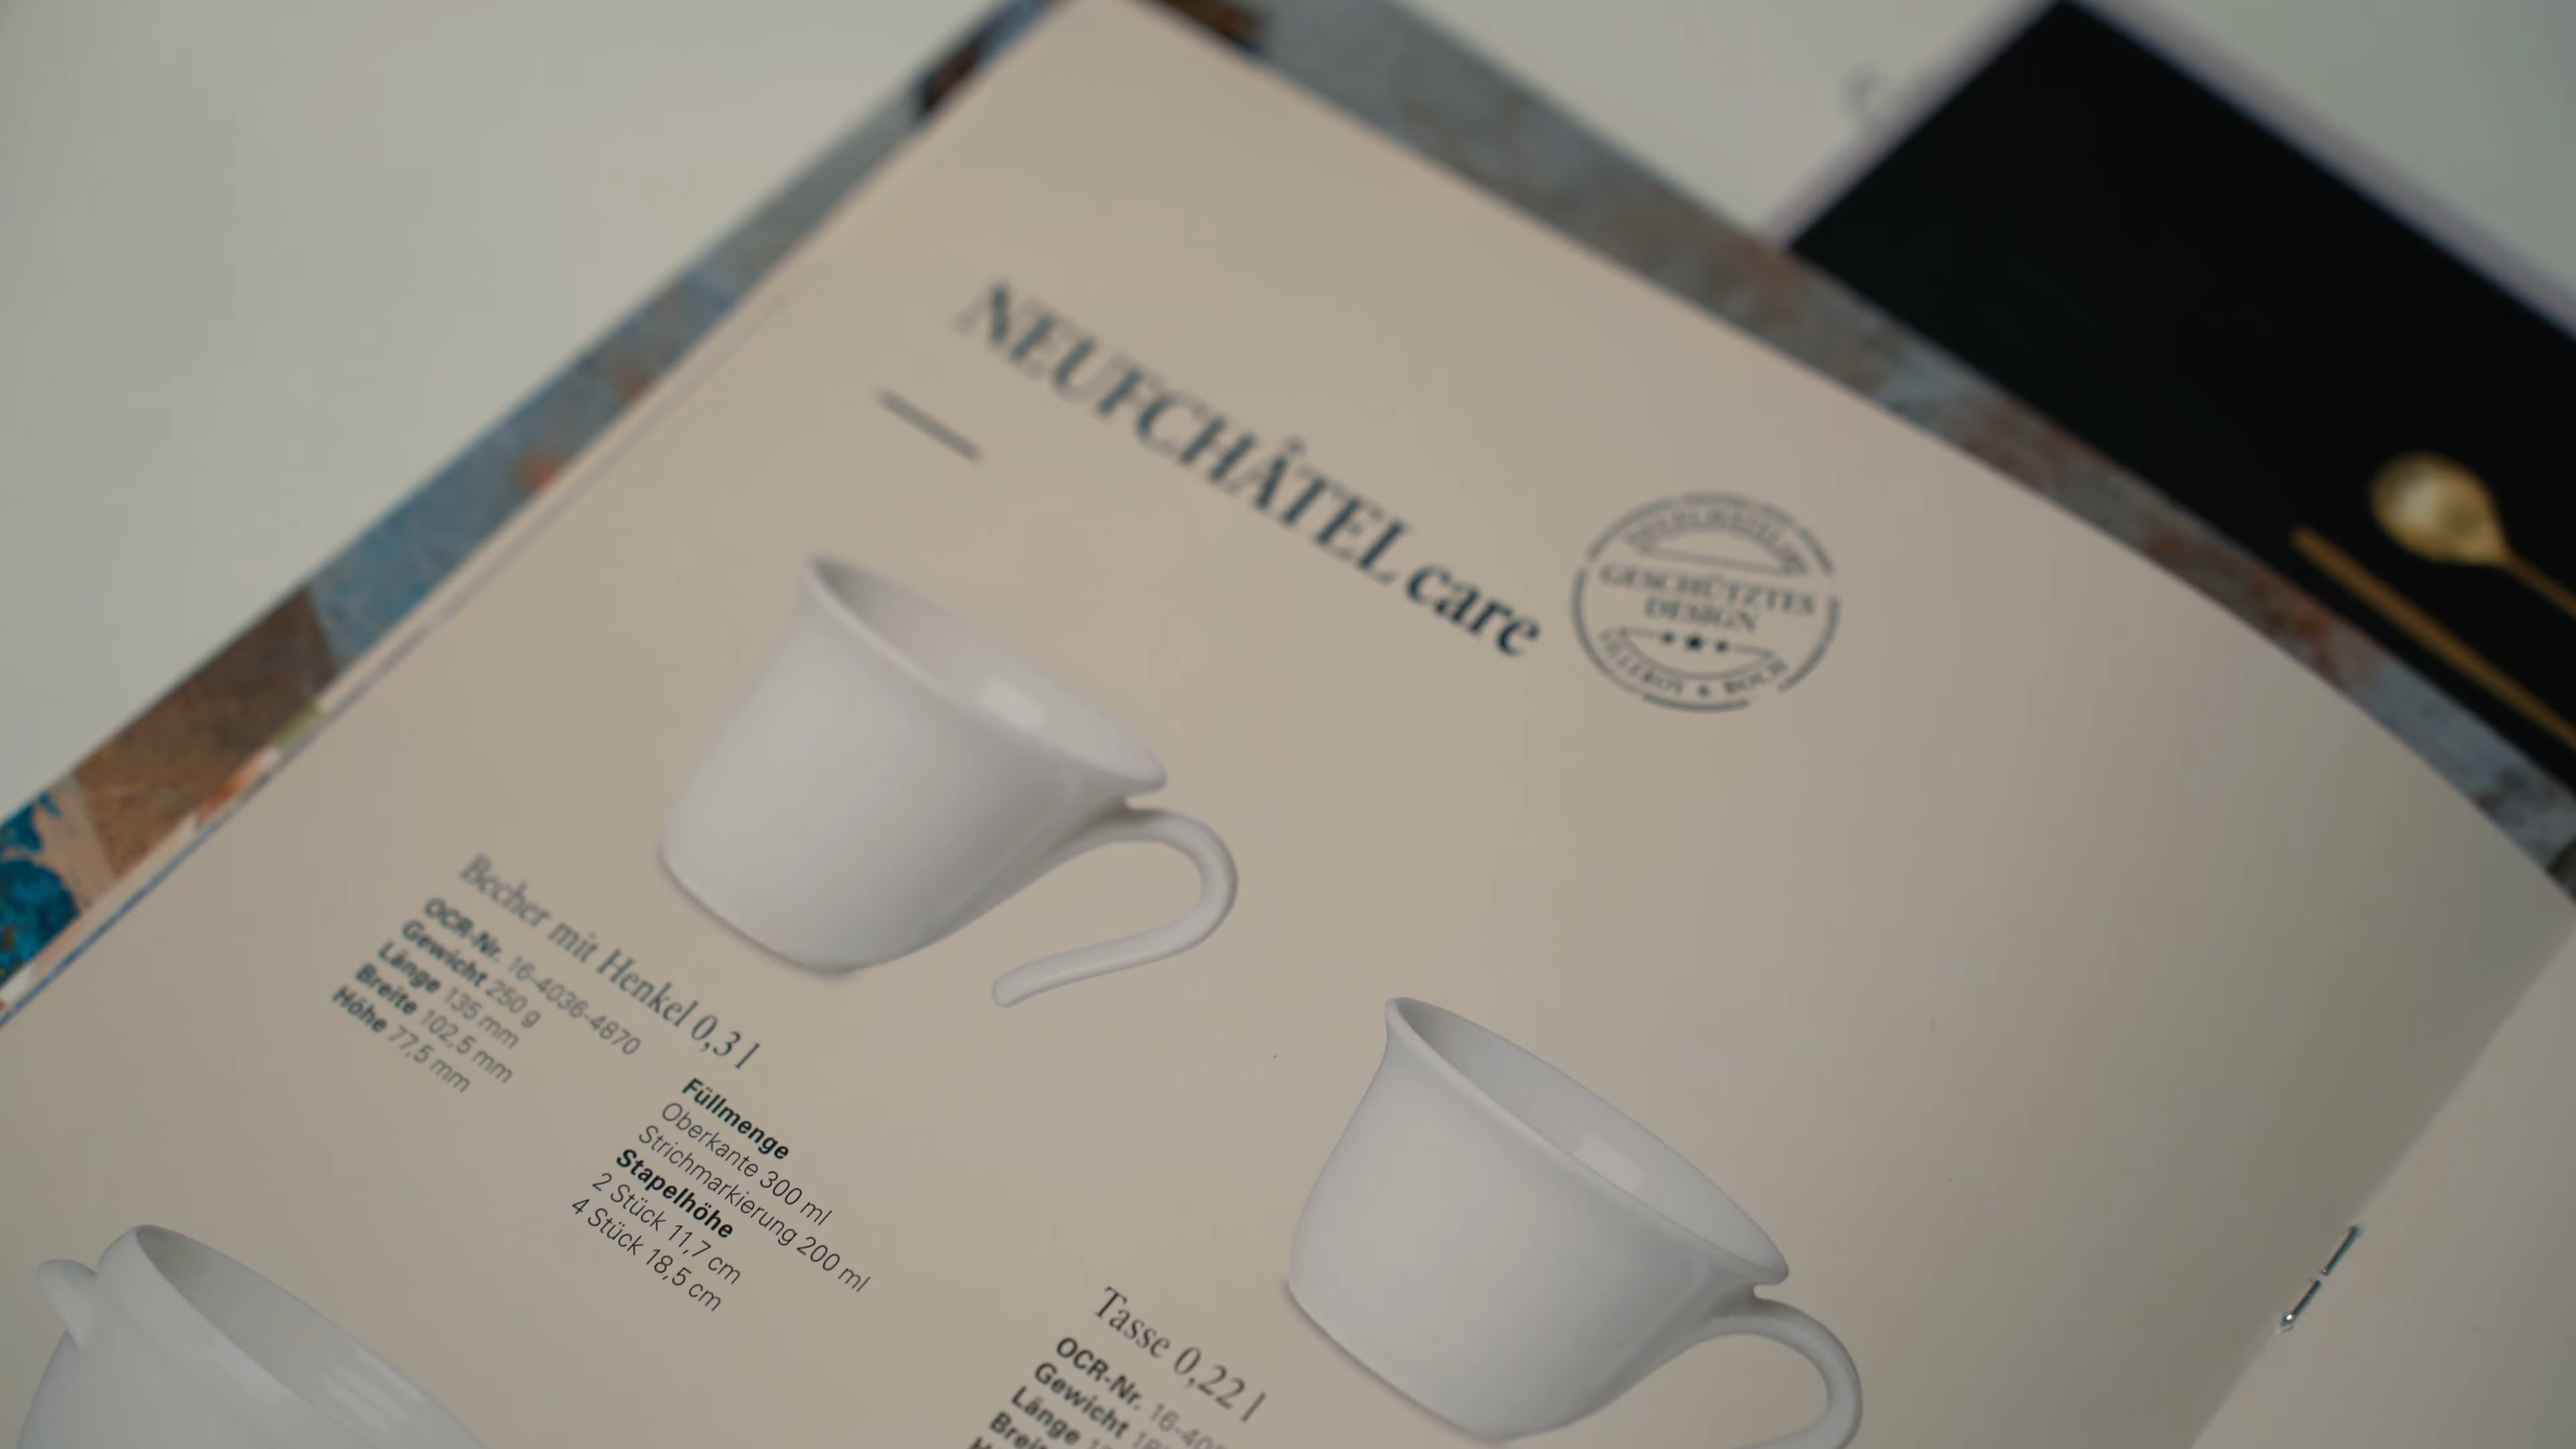 NEUFCHÂTEL care
GESCHÜTZTES
DESIGN
VILLEROY & BOCH
Becher mit Henkel 0,3 l
OCR-Nr. 16-4036-4870
Gewicht 250 g
Länge 135 mm
Breite 102,5 mm
Höhe 77,5 mm
Füllmenge
Oberkante 300 ml
Strichmarkierung 200 ml
Stapelhöhe
2 Stück 11,7 cm
4 Stück 18,5 cm
Tasse 0,22 l
OCR-Nr.
Gewicht
Länge